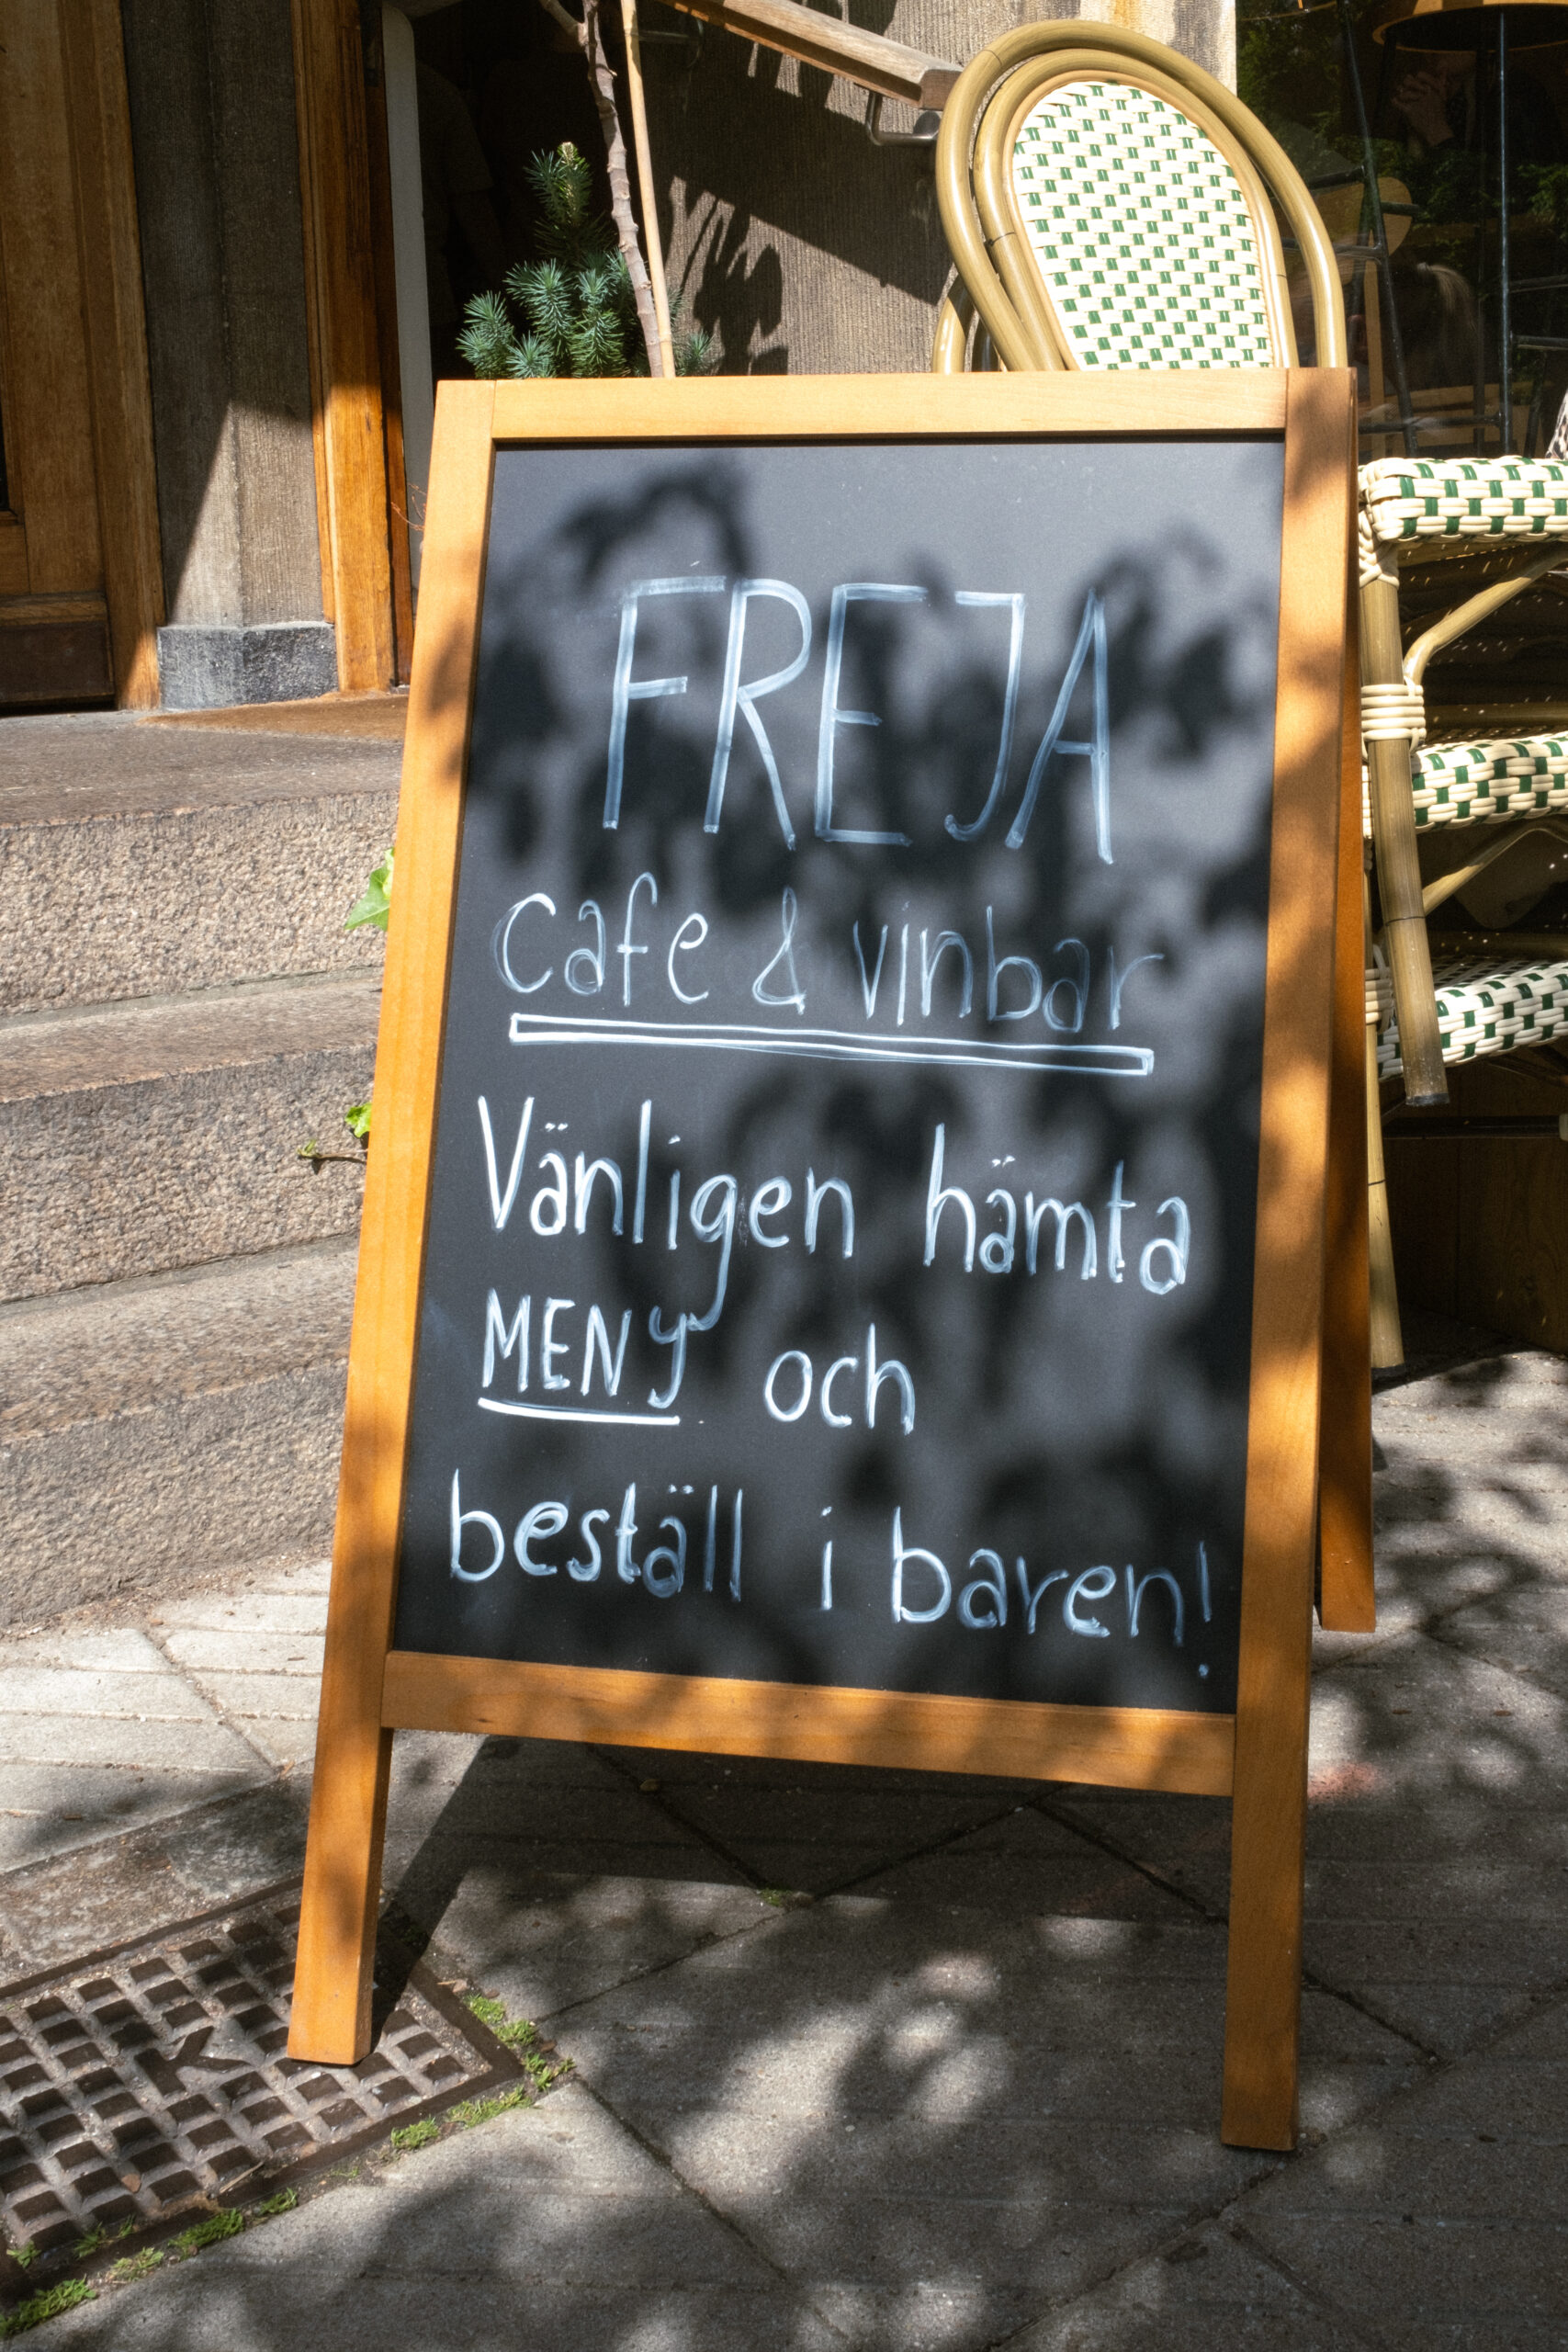 FREJA
cafe & vinbar
Vänligen hämta
MENY och
beställ i baren!
K